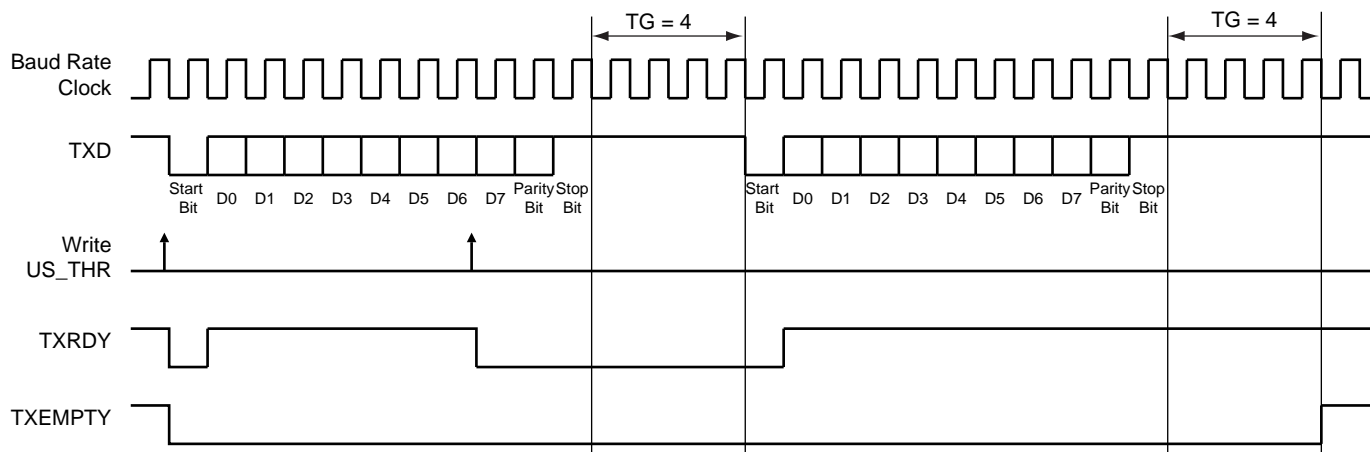 TG = 4
TG = 4
Baud Rate
Clock
TXD
Start
Bit
D0
D1
D2
D3
D4
D5
D6
D7
Parity
Bit
Stop
Bit
Start
Bit
D0
D1
D2
D3
D4
D5
D6
D7
Parity
Bit
Stop
Bit
Write
US_THR
TXRDY
TXEMPTY